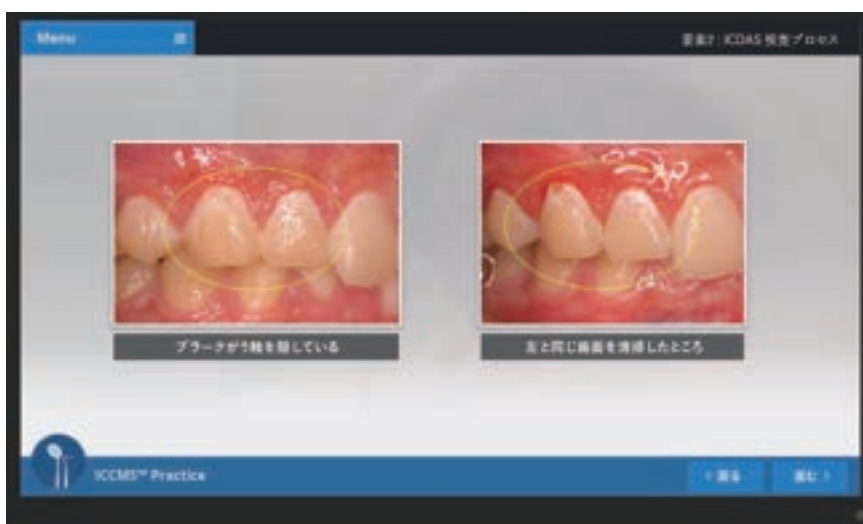 Menu
要素2: ICDAS 検査プロセス
プラークがう蝕を隠している
左と同じ歯面を清掃したところ
ICCMS™ Practice
戻る
進む